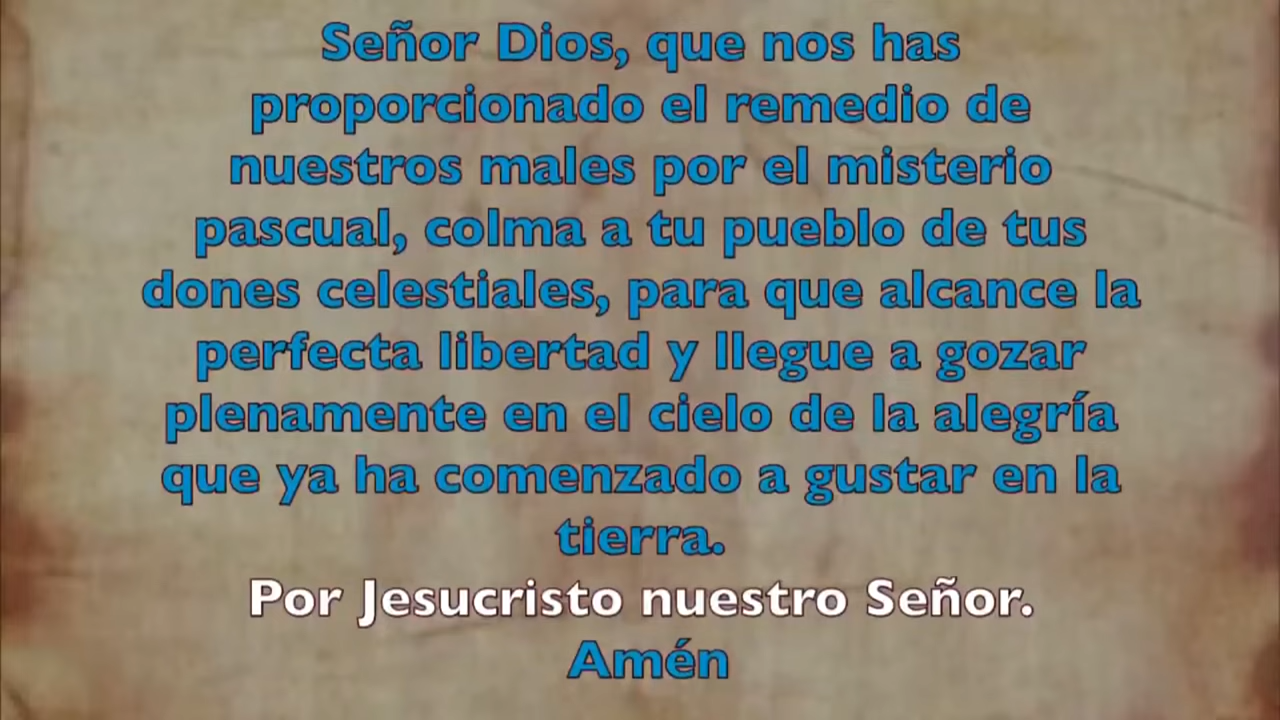 Señor Dios, que nos has
proporcionado el remedio de
nuestros males por el misterio
pascual, colma a tu pueblo de tus
dones celestiales, para que alcance la
perfecta libertad y llegue a gozar
plenamente en el cielo de la alegría
que ya ha comenzado a gustar en la
tierra.
Por Jesucristo nuestro Señor.
Amén